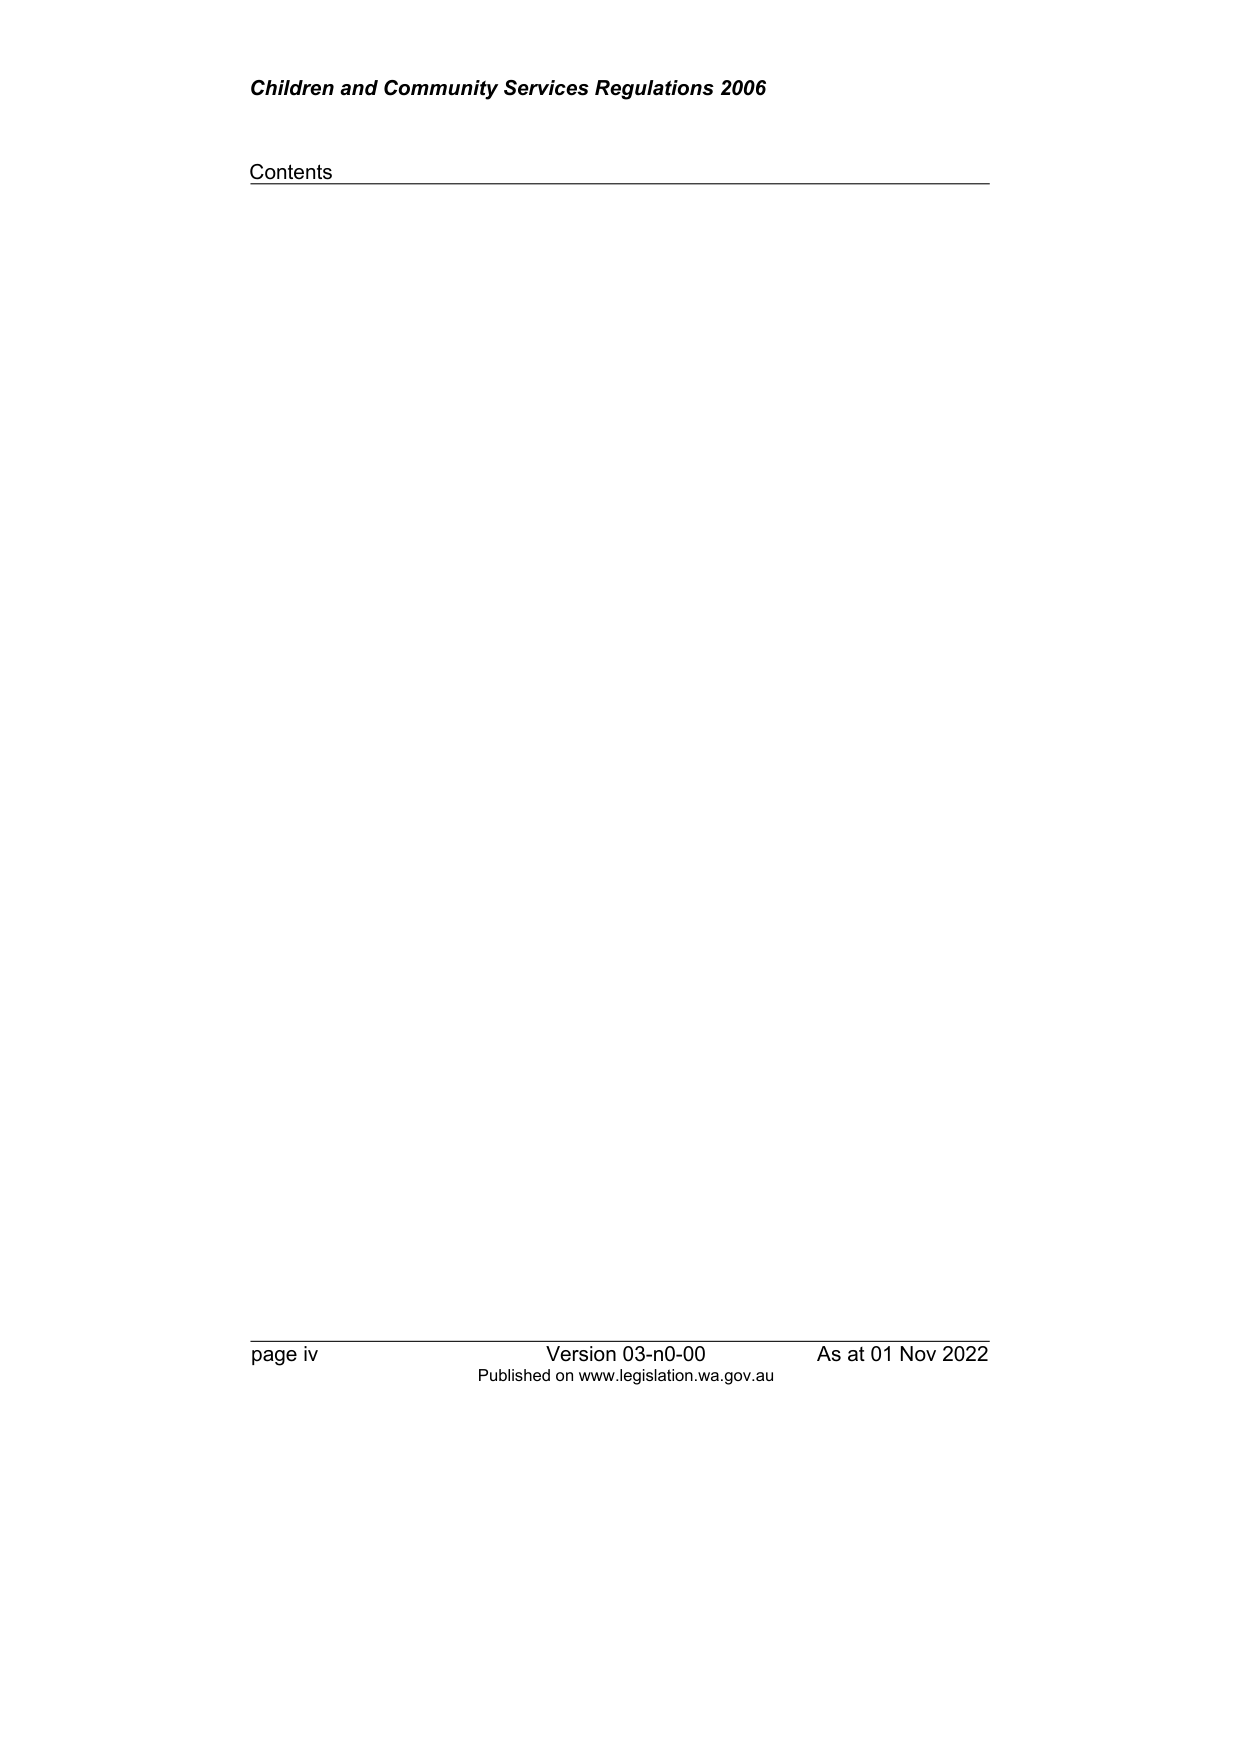 Children and Community Services Regulations 2006
Contents
page iv Version 03-n0-00 As at 01 Nov 2022
Published on www.legislation.wa.gov.au